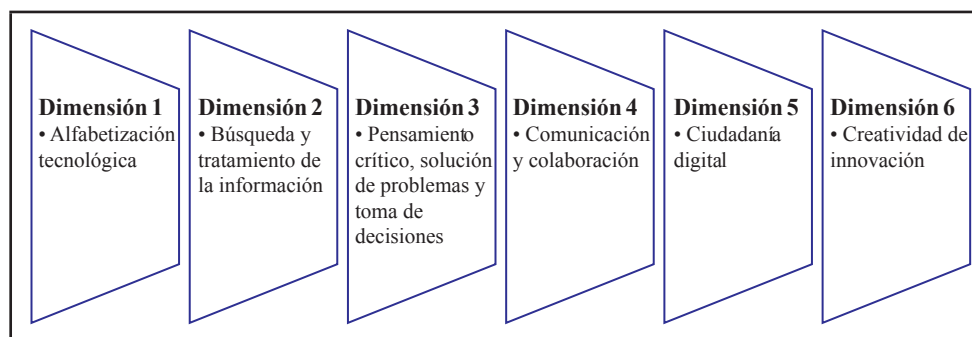 Dimensión 1
• Alfabetización
tecnológica
Dimensión 2
• Búsqueda y
tratamiento de
la información
Dimensión 3
• Pensamiento
crítico, solución
de problemas y
toma de
decisiones
Dimensión 4
• Comunicación
y colaboración
Dimensión 5
• Ciudadanía
digital
Dimensión 6
• Creatividad de
innovación